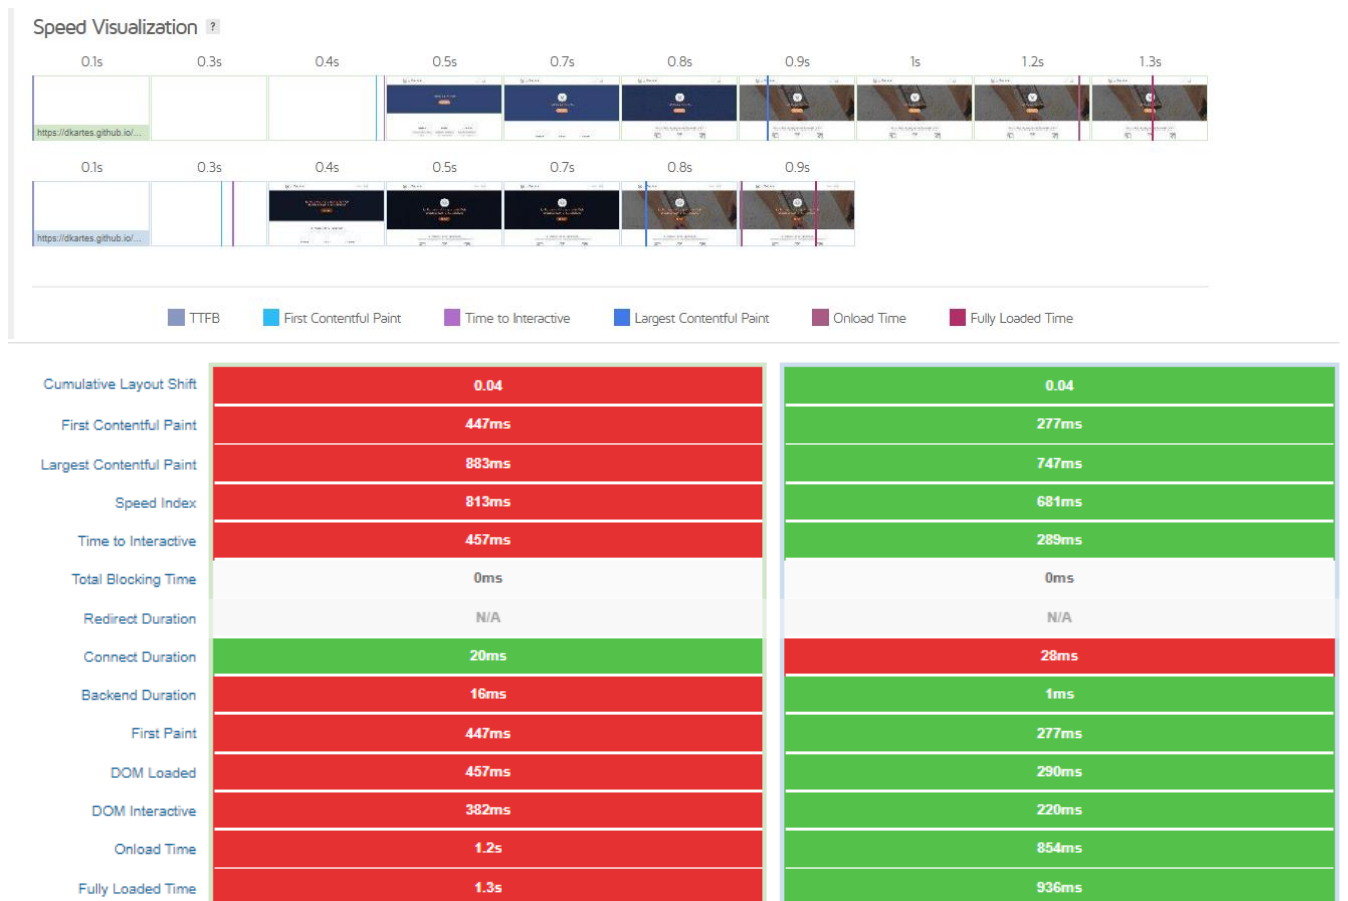 Speed Visualization ?
0.1s 0.3s 0.4s 0.5s 0.7s 0.8s 0.9s 1s 1.2s 1.3s
https://dkartes.github.io/...
0.1s 0.3s 0.4s 0.5s 0.7s 0.8s 0.9s
https://dkartes.github.io/...
TTFB First Contentful Paint Time to Interactive Largest Contentful Paint Onload Time Fully Loaded Time
Cumulative Layout Shift 0.04 0.04
First Contentful Paint 447ms 277ms
Largest Contentful Paint 883ms 747ms
Speed Index 813ms 681ms
Time to Interactive 457ms 289ms
Total Blocking Time 0ms 0ms
Redirect Duration N/A N/A
Connect Duration 20ms 28ms
Backend Duration 16ms 1ms
First Paint 447ms 277ms
DOM Loaded 457ms 290ms
DOM Interactive 382ms 220ms
Onload Time 1.2s 854ms
Fully Loaded Time 1.3s 936ms